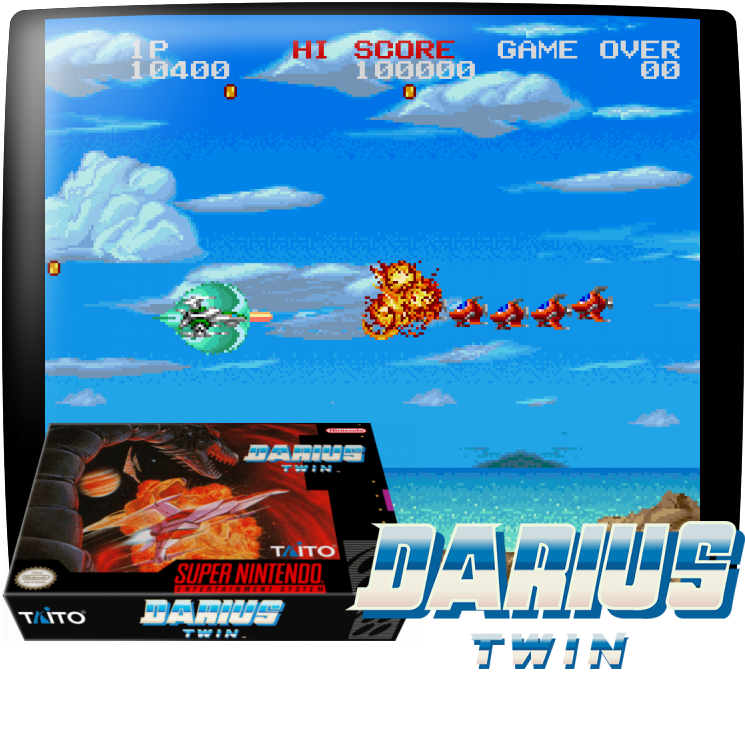 1P HI SCORE GAME OVER
10400 100000 00
Nintendo
DARIUS
TWIN
TAITO
SUPER NINTENDO
ENTERTAINMENT SYSTEM
TAITO®
DARIUS
TWIN
DARIUS
TWIN